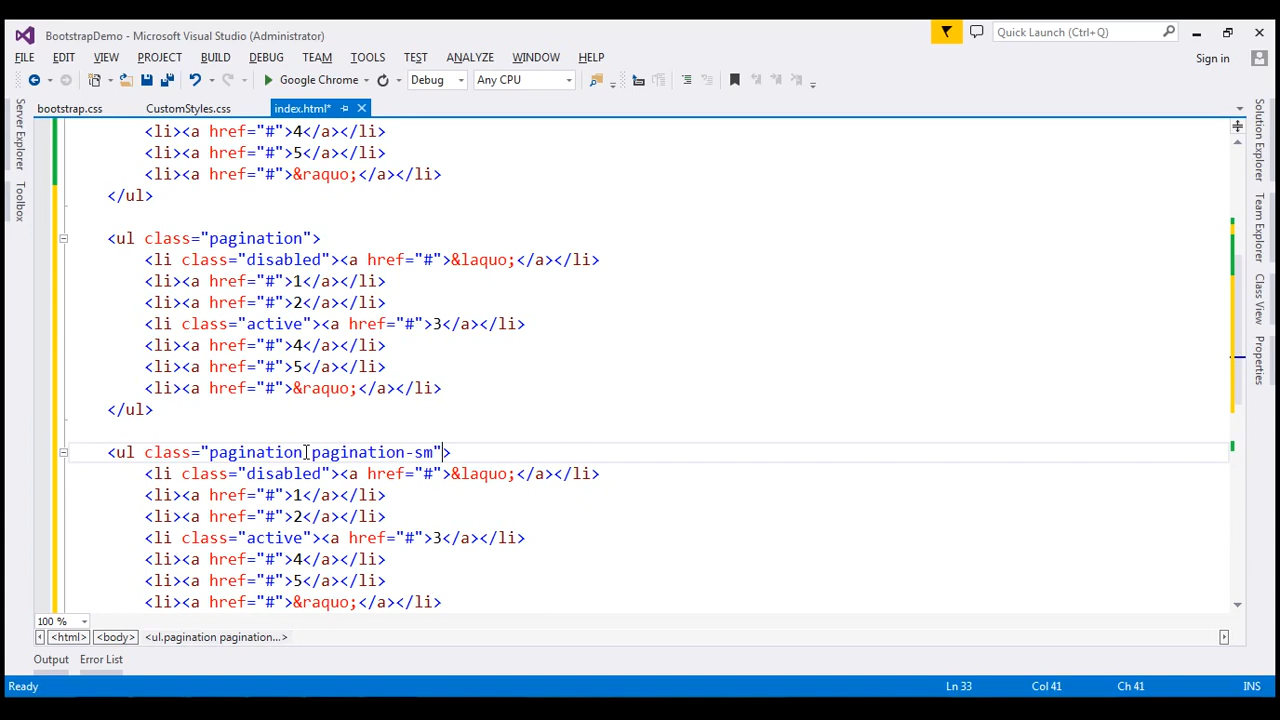 BootstrapDemo - Microsoft Visual Studio (Administrator)
Quick Launch (Ctrl+Q)
FILE EDIT VIEW PROJECT BUILD DEBUG TEAM TOOLS TEST ANALYZE WINDOW HELP
Sign in
Google Chrome Debug Any CPU
bootstrap.css CustomStyles.css index.html*
Server Explorer
Toolbox
<li><a href="#">4</a></li>
<li><a href="#">5</a></li>
<li><a href="#">&raquo;</a></li>
</ul>
<ul class="pagination">
<li class="disabled"><a href="#">&laquo;</a></li>
<li><a href="#">1</a></li>
<li><a href="#">2</a></li>
<li class="active"><a href="#">3</a></li>
<li><a href="#">4</a></li>
<li><a href="#">5</a></li>
<li><a href="#">&raquo;</a></li>
</ul>
<ul class="pagination pagination-sm">
<li class="disabled"><a href="#">&laquo;</a></li>
<li><a href="#">1</a></li>
<li><a href="#">2</a></li>
<li class="active"><a href="#">3</a></li>
<li><a href="#">4</a></li>
<li><a href="#">5</a></li>
<li><a href="#">&raquo;</a></li>
Solution Explorer
Team Explorer
Class View
Properties
100 %
<html> <body> <ul.pagination pagination...>
Output Error List
Ready Ln 33 Col 41 Ch 41 INS